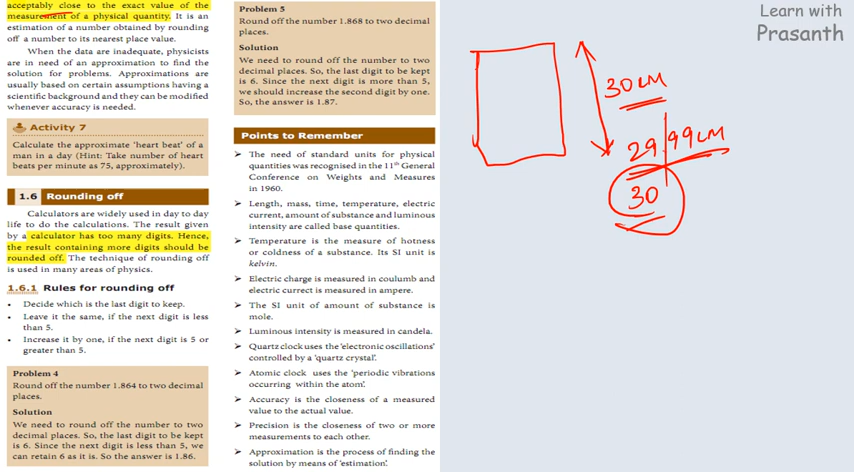 acceptably close to the exact value of the
measurement of a physical quantity. It is an
estimation of a number obtained by rounding
off a number to its nearest place value.
When the data are inadequate, physicists
are in need of an approximation to find the
solution for problems. Approximations are
usually based on certain assumptions having a
scientific background and they can be modified
whenever accuracy is needed.
Activity 7
Calculate the approximate 'heart beat' of a
man in a day (Hint: Take number of heart
beats per minute as 75, approximately).
1.6 Rounding off
Calculators are widely used in day to day
life to do the calculations. The result given
by a calculator has too many digits. Hence,
the result containing more digits should be
rounded off. The technique of rounding off
is used in many areas of physics.
1.6.1 Rules for rounding off
• Decide which is the last digit to keep.
• Leave it the same, if the next digit is less
than 5.
• Increase it by one, if the next digit is 5 or
greater than 5.
Problem 4
Round off the number 1.864 to two decimal
places.
Solution
We need to round off the number to two
decimal places. So, the last digit to be kept
is 6. Since the next digit is less than 5, we
can retain 6 as it is. So the answer is 1.86.
Problem 5
Round off the number 1.868 to two decimal
places.
Solution
We need to round off the number to two
decimal places. So, the last digit to be kept
is 6. Since the next digit is more than 5,
we should increase the second digit by one.
So, the answer is 1.87.
Points to Remember
➢ The need of standard units for physical
quantities was recognised in the 11th General
Conference on Weights and Measures
in 1960.
➢ Length, mass, time, temperature, electric
current, amount of substance and luminous
intensity are called base quantities.
➢ Temperature is the measure of hotness
or coldness of a substance. Its SI unit is
kelvin.
➢ Electric charge is measured in coulumb and
electric currect is measured in ampere.
➢ The SI unit of amount of substance is
mole.
➢ Luminous intensity is measured in candela.
➢ Quartz clock uses the 'electronic oscillations'
controlled by a 'quartz crystal'.
➢ Atomic clock uses the 'periodic vibrations
occurring within the atom'.
➢ Accuracy is the closeness of a measured
value to the actual value.
➢ Precision is the closeness of two or more
measurements to each other.
➢ Approximation is the process of finding the
solution by means of 'estimation'.
Learn with
Prasanth
30 CM
29|99 CM
30